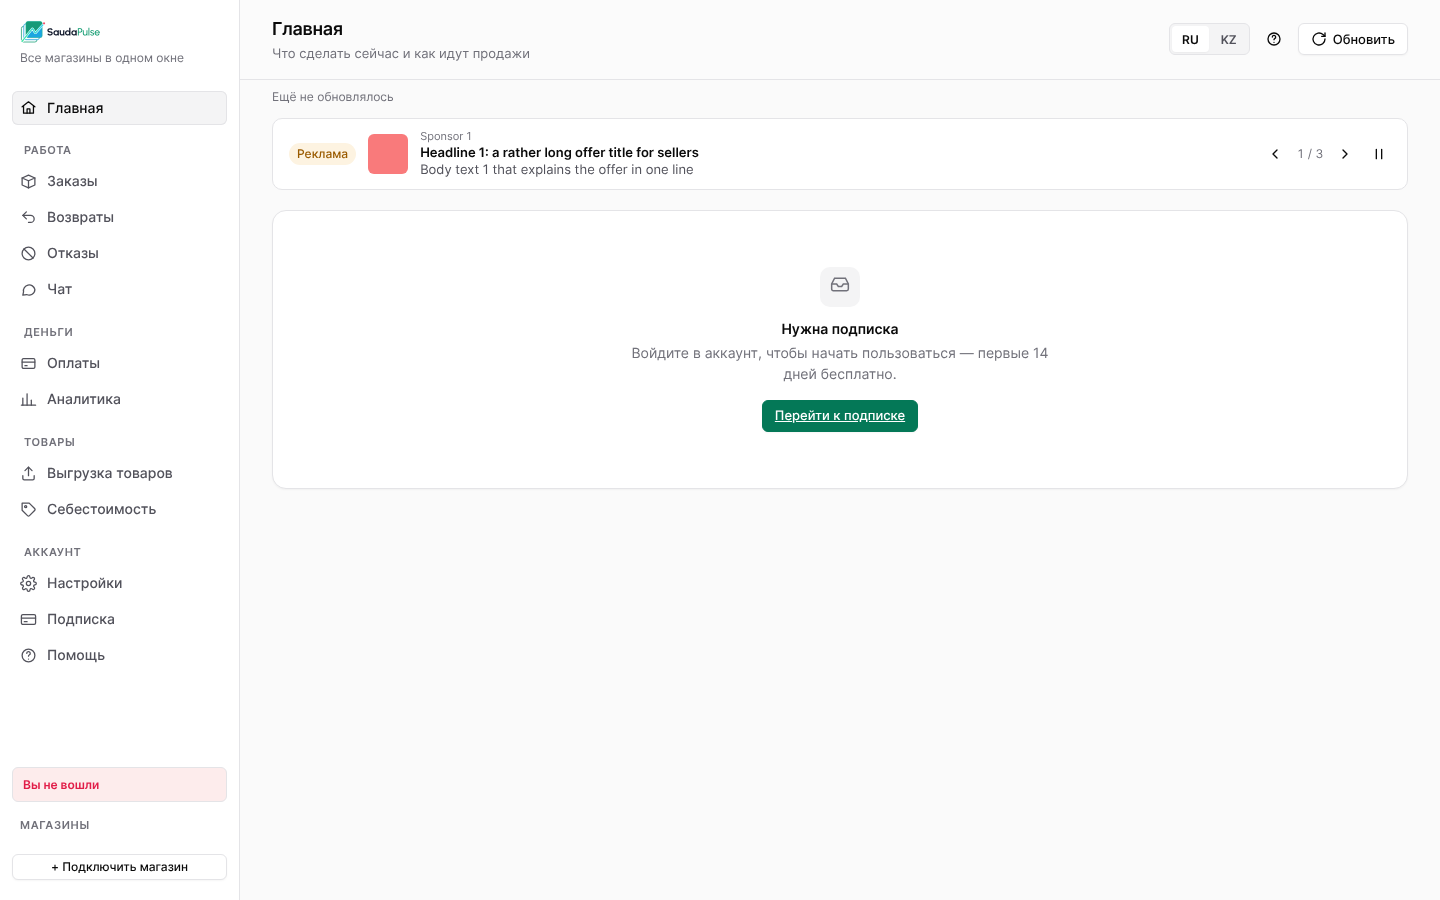 SaudaPulse
Все магазины в одном окне
Главная
РАБОТА
Заказы
Возвраты
Отказы
Чат
ДЕНЬГИ
Оплаты
Аналитика
ТОВАРЫ
Выгрузка товаров
Себестоимость
АККАУНТ
Настройки
Подписка
Помощь
Вы не вошли
МАГАЗИНЫ
+ Подключить магазин
Главная
Что сделать сейчас и как идут продажи
RU KZ Обновить
Ещё не обновлялось
Реклама
Sponsor 1
Headline 1: a rather long offer title for sellers
Body text 1 that explains the offer in one line
1 / 3
Нужна подписка
Войдите в аккаунт, чтобы начать пользоваться — первые 14
дней бесплатно.
Перейти к подписке